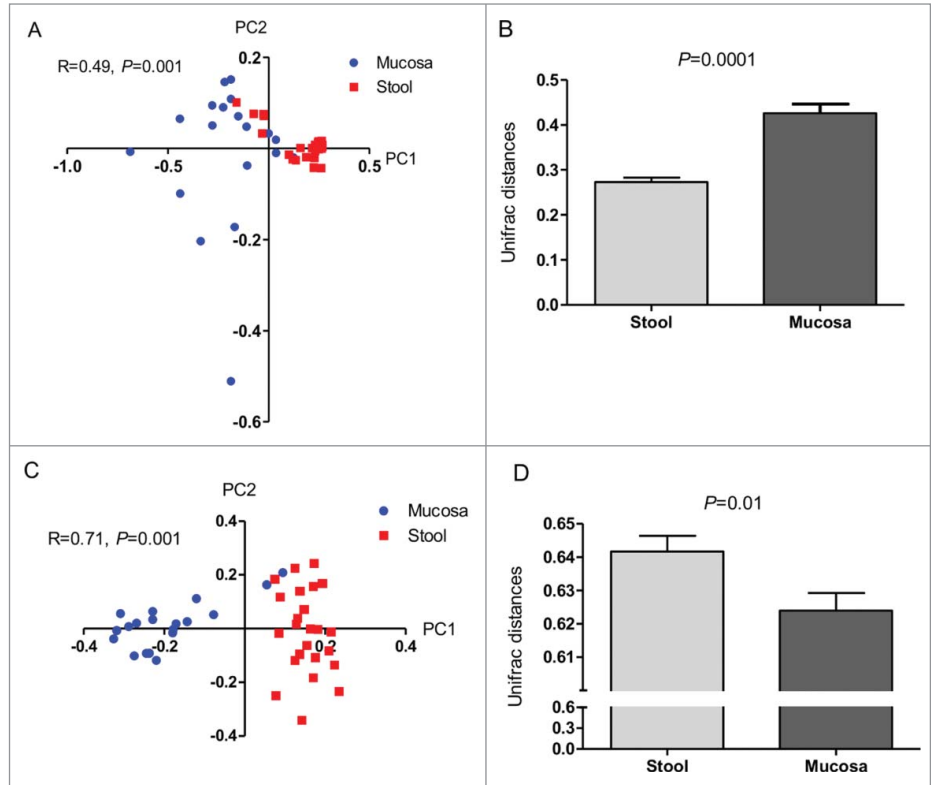 A
PC2
R=0.49, P=0.001
Mucosa
Stool
0.2
-1.0
-0.5
0.5
PC1
-0.2
-0.4
-0.6
B
P=0.0001
Unifrac distances
0.5
0.4
0.3
0.2
0.1
0.0
Stool
Mucosa
C
PC2
R=0.71, P=0.001
Mucosa
Stool
0.4
0.2
-0.4
-0.2
0.2
0.4
PC1
-0.2
-0.4
D
P=0.01
Unifrac distances
0.65
0.64
0.63
0.62
0.61
0.6
0.3
0.0
Stool
Mucosa